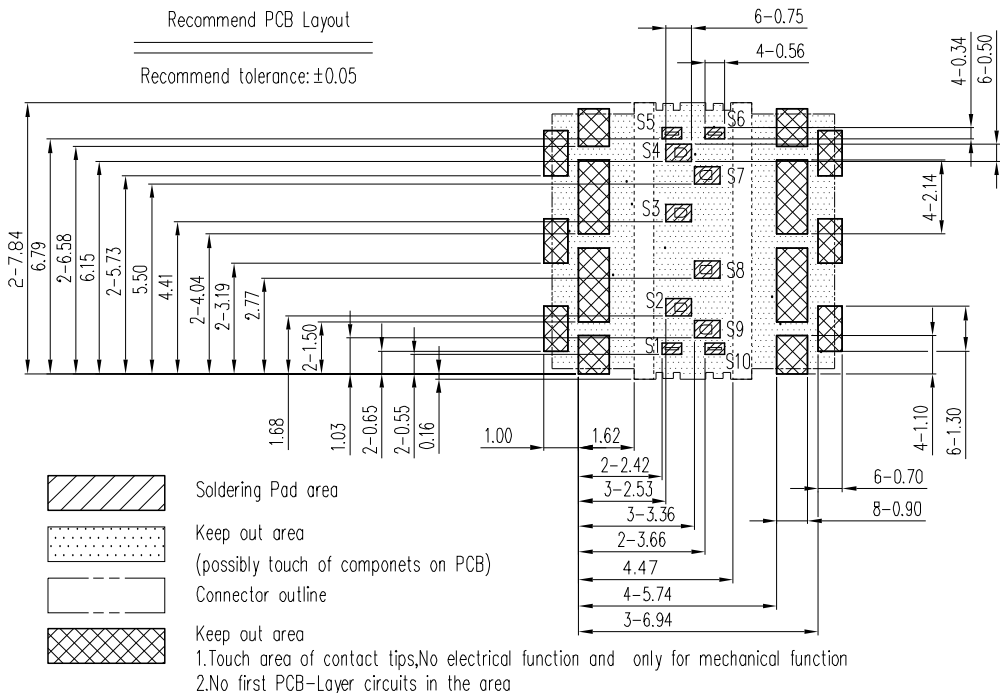 Recommend PCB Layout
Recommend tolerance: ±0.05
6-0.75
4-0.56
4-0.34
6-0.50
4-2.14
2-7.84
6.79
2-6.58
6.15
2-5.73
5.50
4.41
2-4.04
2-3.19
2.77
2-1.50
1.68
1.03
2-0.65
2-0.55
0.16
S5
S6
S4
S7
S3
S8
S2
S9
S1
S10
4-1.10
6-1.30
1.00
1.62
2-2.42
3-2.53
3-3.36
2-3.66
4.47
4-5.74
3-6.94
6-0.70
8-0.90
Soldering Pad area
Keep out area
(possibly touch of componets on PCB)
Connector outline
Keep out area
1.Touch area of contact tips,No electrical function and only for mechanical function
2.No first PCB-Layer circuits in the area